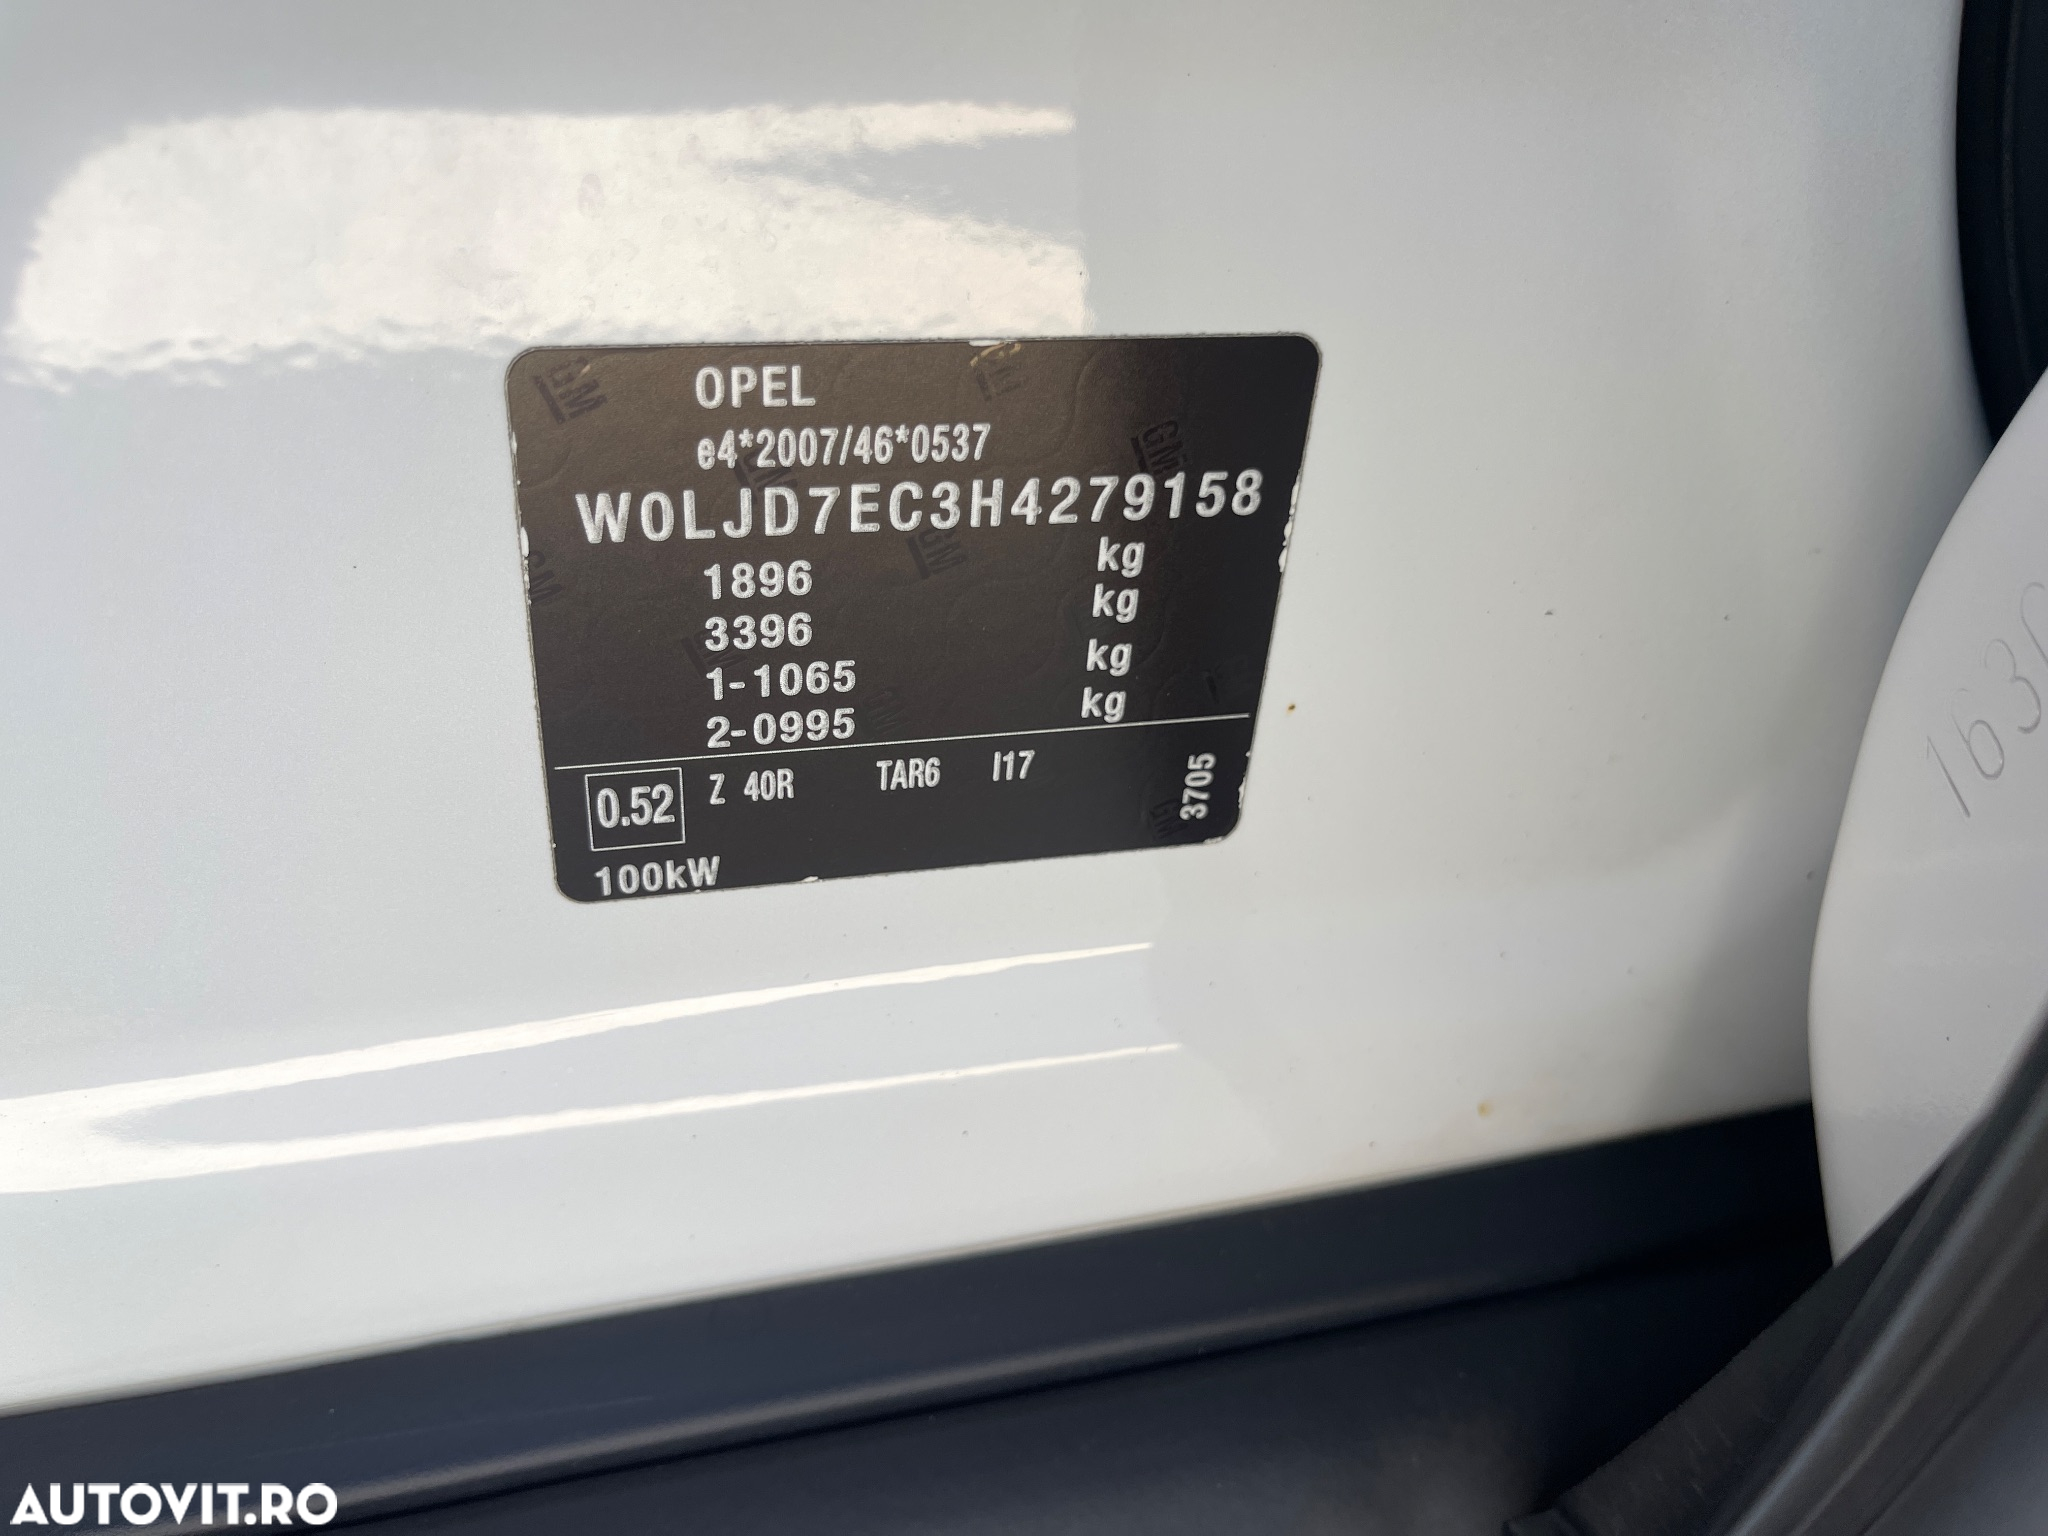 OPEL
e4*2007/46*0537
W0LJD7EC3H4279158
1896 kg
3396 kg
1-1065 kg
2-0995 kg
0.52 Z 40R TAR6 I17 3705
100kW
163
AUTOVIT.RO